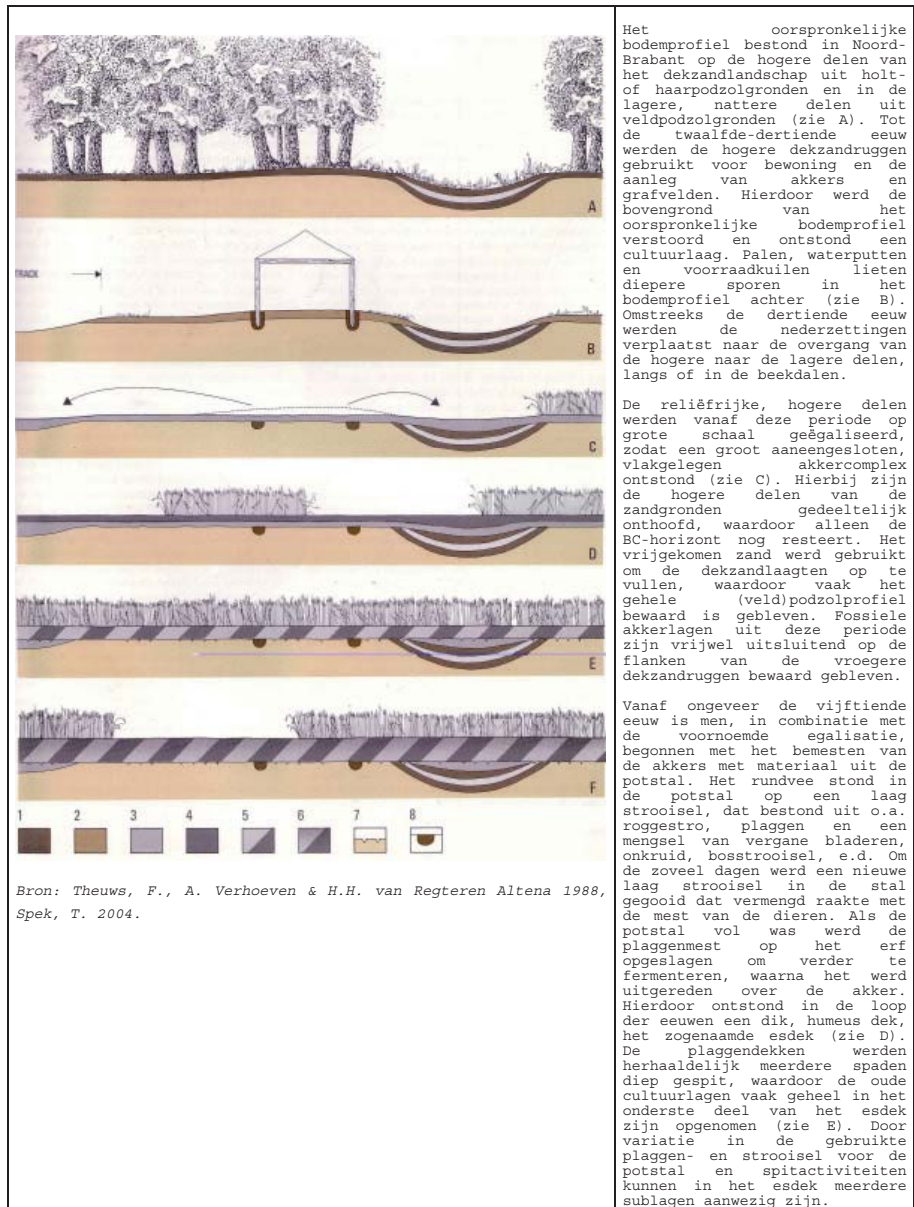 A
TRACK
B
C
D
E
F
1 2 3 4 5 6 7 8
Bron: Theuws, F., A. Verhoeven & H.H. van Regteren Altena 1988,
Spek, T. 2004.
Het oorspronkelijke
bodemprofiel bestond in Noord-
Brabant op de hogere delen van
het dekzandlandschap uit holt-
of haarpodzolgronden en in de
lagere, nattere delen uit
veldpodzolgronden (zie A). Tot
de twaalfde-dertiende eeuw
werden de hogere dekzandruggen
gebruikt voor bewoning en de
aanleg van akkers en
grafvelden. Hierdoor werd de
bovengrond van het
oorspronkelijke bodemprofiel
verstoord en ontstond een
cultuurlaag. Palen, waterputten
en voorraadkuilen lieten
diepere sporen in het
bodemprofiel achter (zie B).
Omstreeks de dertiende eeuw
werden de nederzettingen
verplaatst naar de overgang van
de hogere naar de lagere delen,
langs of in de beekdalen.
De reliëfrijke, hogere delen
werden vanaf deze periode op
grote schaal geëgaliseerd,
zodat een groot aaneengesloten,
vlakgelegen akkercomplex
ontstond (zie C). Hierbij zijn
de hogere delen van de
zandgronden gedeeltelijk
onthoofd, waardoor alleen de
BC-horizont nog resteert. Het
vrijgekomen zand werd gebruikt
om de dekzandlaagten op te
vullen, waardoor vaak het
gehele (veld)podzolprofiel
bewaard is gebleven. Fossiele
akkerlagen uit deze periode
zijn vrijwel uitsluitend op de
flanken van de vroegere
dekzandruggen bewaard gebleven.
Vanaf ongeveer de vijftiende
eeuw is men, in combinatie met
de voornoemde egalisatie,
begonnen met het bemesten van
de akkers met materiaal uit de
potstal. Het rundvee stond in
de potstal op een laag
strooisel, dat bestond uit o.a.
roggestro, plaggen en een
mengsel van vergane bladeren,
onkruid, bosstrooisel, e.d. Om
de zoveel dagen werd een nieuwe
laag strooisel in de stal
gegooid dat vermengd raakte met
de mest van de dieren. Als de
potstal vol was werd de
plaggenmest op het erf
opgeslagen om verder te
fermenteren, waarna het werd
uitgereden over de akker.
Hierdoor ontstond in de loop
der eeuwen een dik, humeus dek,
het zogenaamde esdek (zie D).
De plaggendekken werden
herhaaldelijk meerdere spaden
diep gespit, waardoor de oude
cultuurlagen vaak geheel in het
onderste deel van het esdek
zijn opgenomen (zie E). Door
variatie in de gebruikte
plaggen- en strooisel voor de
potstal en spitactiviteiten
kunnen in het esdek meerdere
sublagen aanwezig zijn.